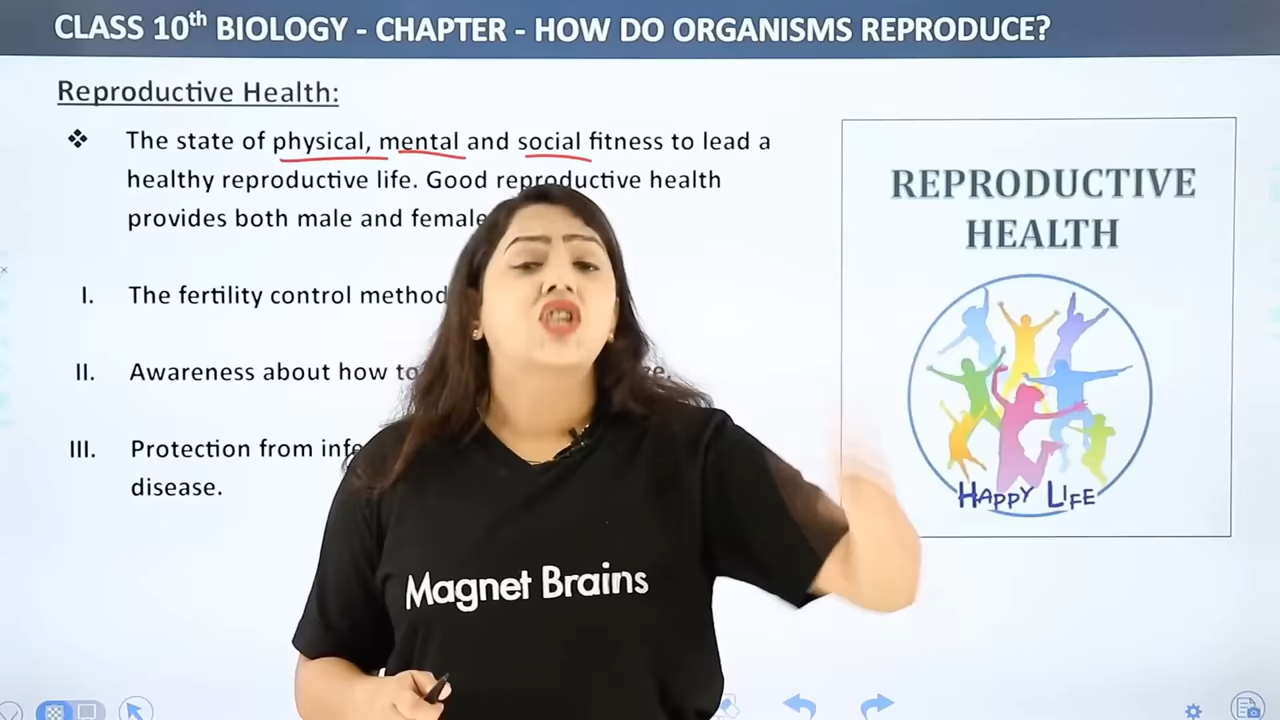 CLASS 10th BIOLOGY - CHAPTER - HOW DO ORGANISMS REPRODUCE?
Reproductive Health:
❖ The state of physical, mental and social fitness to lead a
healthy reproductive life. Good reproductive health
provides both male and female
I. The fertility control method
II. Awareness about how to
III. Protection from
disease.
REPRODUCTIVE
HEALTH
HAPPY LIFE
Magnet Brains